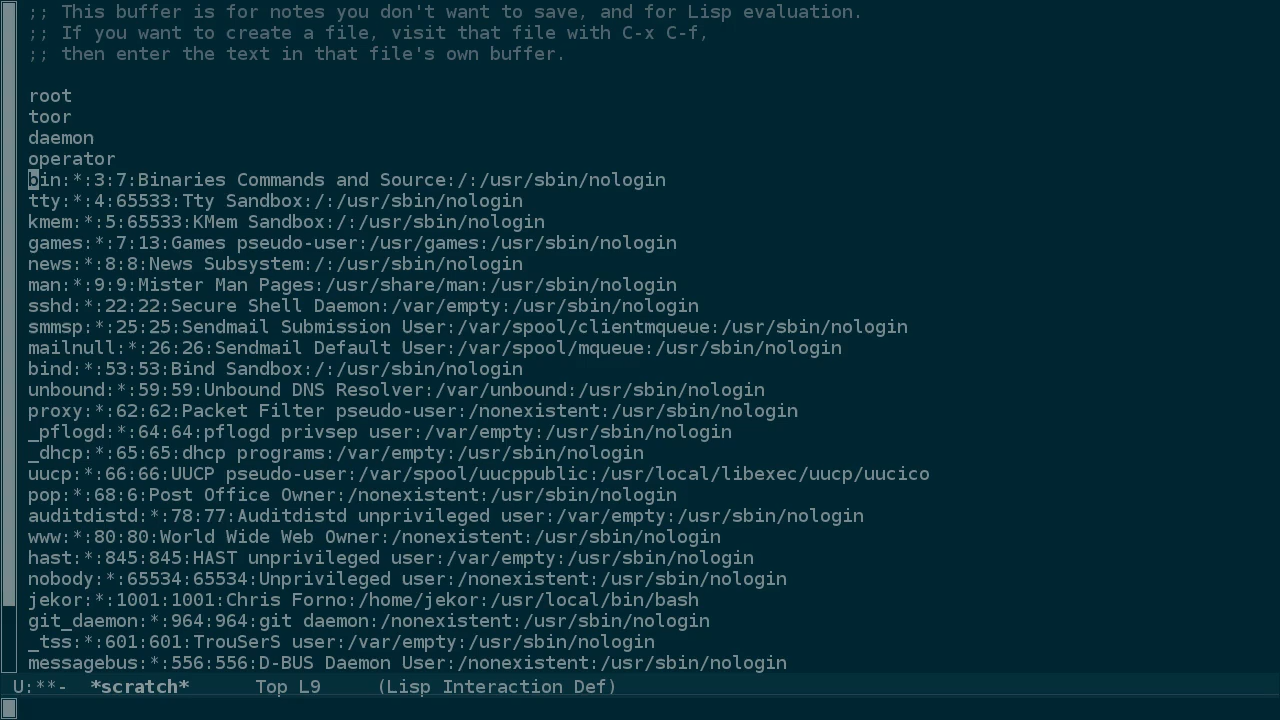 ;; This buffer is for notes you don't want to save, and for Lisp evaluation.
;; If you want to create a file, visit that file with C-x C-f,
;; then enter the text in that file's own buffer.
root
toor
daemon
operator
bin:*:3:7:Binaries Commands and Source:/:/usr/sbin/nologin
tty:*:4:65533:Tty Sandbox:/:/usr/sbin/nologin
kmem:*:5:65533:KMem Sandbox:/:/usr/sbin/nologin
games:*:7:13:Games pseudo-user:/usr/games:/usr/sbin/nologin
news:*:8:8:News Subsystem:/:/usr/sbin/nologin
man:*:9:9:Mister Man Pages:/usr/share/man:/usr/sbin/nologin
sshd:*:22:22:Secure Shell Daemon:/var/empty:/usr/sbin/nologin
smmsp:*:25:25:Sendmail Submission User:/var/spool/clientmqueue:/usr/sbin/nologin
mailnull:*:26:26:Sendmail Default User:/var/spool/mqueue:/usr/sbin/nologin
bind:*:53:53:Bind Sandbox:/:/usr/sbin/nologin
unbound:*:59:59:Unbound DNS Resolver:/var/unbound:/usr/sbin/nologin
proxy:*:62:62:Packet Filter pseudo-user:/nonexistent:/usr/sbin/nologin
_pflogd:*:64:64:pflogd privsep user:/var/empty:/usr/sbin/nologin
_dhcp:*:65:65:dhcp programs:/var/empty:/usr/sbin/nologin
uucp:*:66:66:UUCP pseudo-user:/var/spool/uucppublic:/usr/local/libexec/uucp/uucico
pop:*:68:6:Post Office Owner:/nonexistent:/usr/sbin/nologin
auditdistd:*:78:77:Auditdistd unprivileged user:/var/empty:/usr/sbin/nologin
www:*:80:80:World Wide Web Owner:/nonexistent:/usr/sbin/nologin
hast:*:845:845:HAST unprivileged user:/var/empty:/usr/sbin/nologin
nobody:*:65534:65534:Unprivileged user:/nonexistent:/usr/sbin/nologin
jekor:*:1001:1001:Chris Forno:/home/jekor:/usr/local/bin/bash
git_daemon:*:964:964:git daemon:/nonexistent:/usr/sbin/nologin
_tss:*:601:601:TrouSerS user:/var/empty:/usr/sbin/nologin
messagebus:*:556:556:D-BUS Daemon User:/nonexistent:/usr/sbin/nologin
U:**-  *scratch*      Top L9     (Lisp Interaction Def)